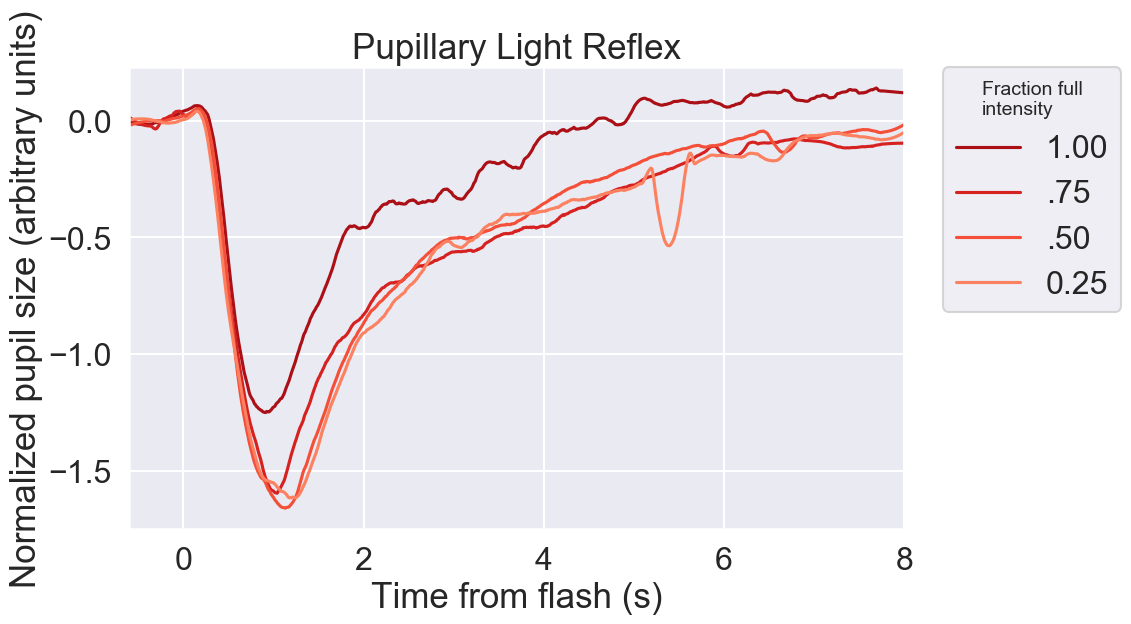 Pupillary Light Reflex
Normalized pupil size (arbitrary units)
0.0
−0.5
−1.0
−1.5
0
2
4
6
8
Time from flash (s)
Fraction full
intensity
1.00
.75
.50
0.25